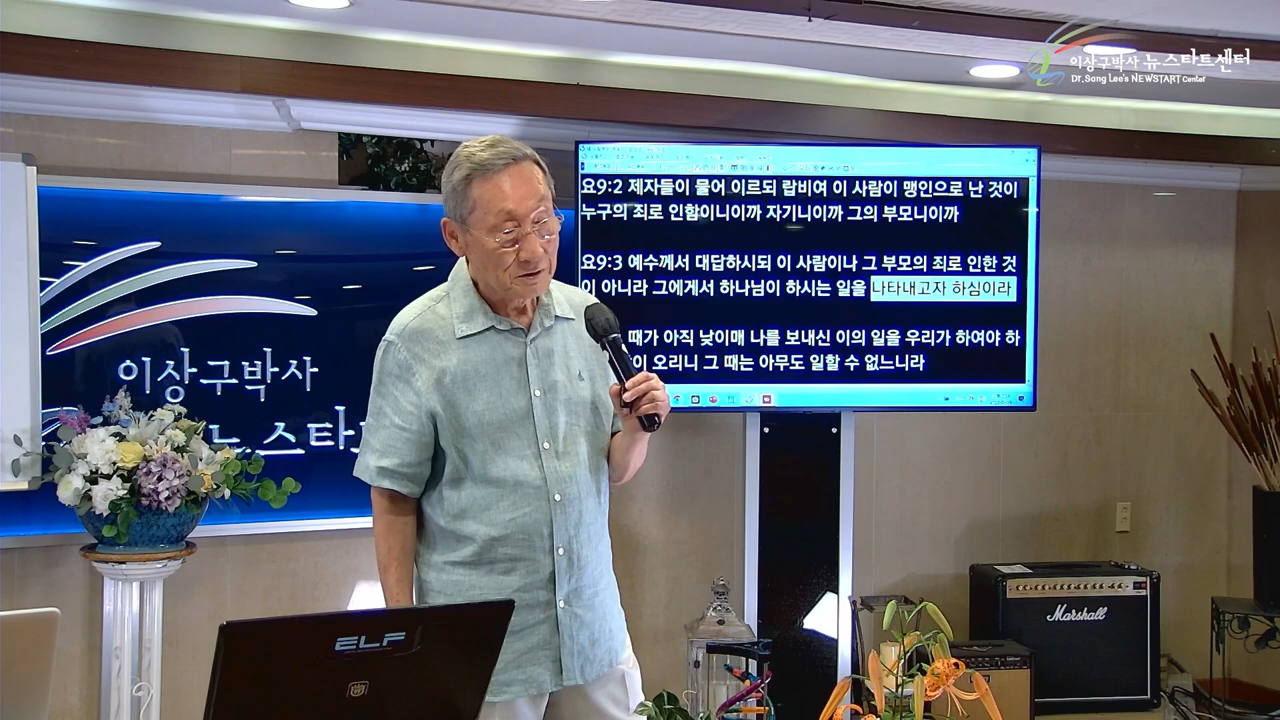 이상구박사 뉴스타트센터
Dr. Sang Lee's NEWSTART Center
요9:2 제자들이 물어 이르되 랍비여 이 사람이 맹인으로 난 것이
누구의 죄로 인함이니이까 자기니이까 그의 부모니이까
요9:3 예수께서 대답하시되 이 사람이나 그 부모의 죄로 인한 것
이 아니라 그에게서 하나님이 하시는 일을 나타내고자 하심이라
때가 아직 낮이매 나를 보내신 이의 일을 우리가 하여야 하
이 오리니 그 때는 아무도 일할 수 없느니라
이상구박사
뉴스타
ELF
Marshall